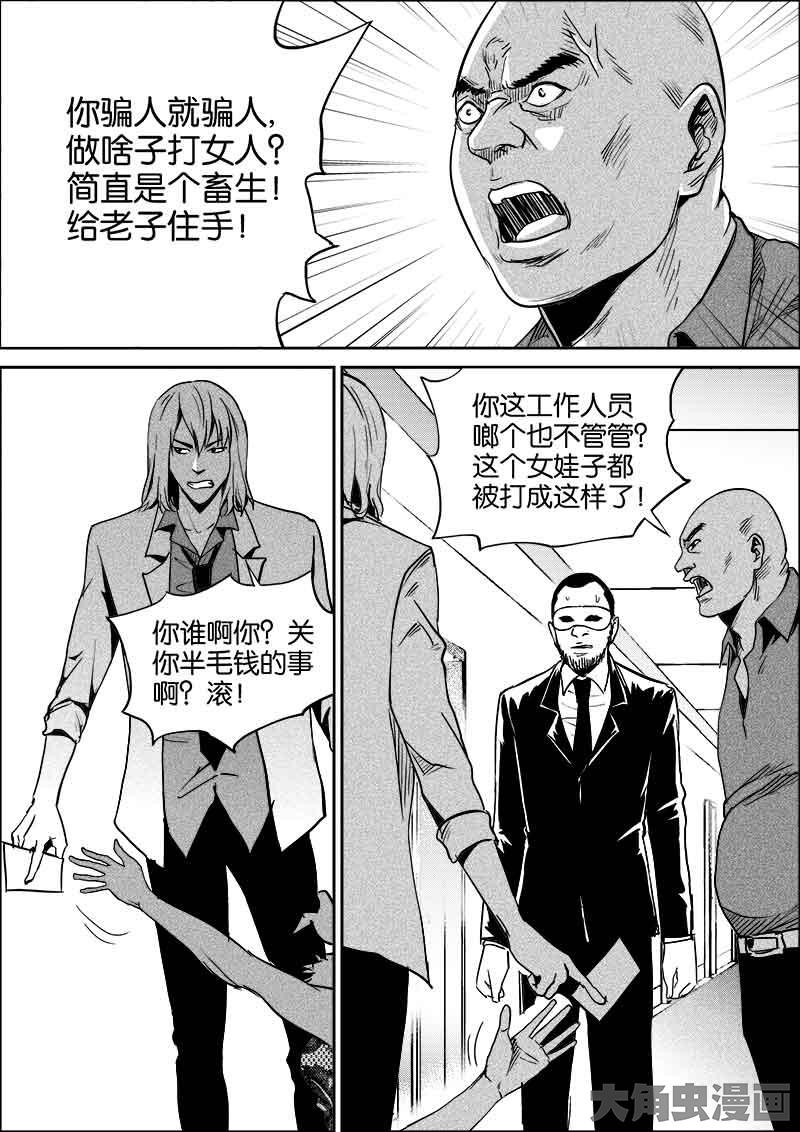 你骗人就骗人，
做啥子打女人？
简直是个畜生！
给老子住手！
你谁啊你？关
你半毛钱的事
啊？滚！
你这工作人员
啷个也不管管？
这个女娃子都
被打成这样了！
大角虫漫画